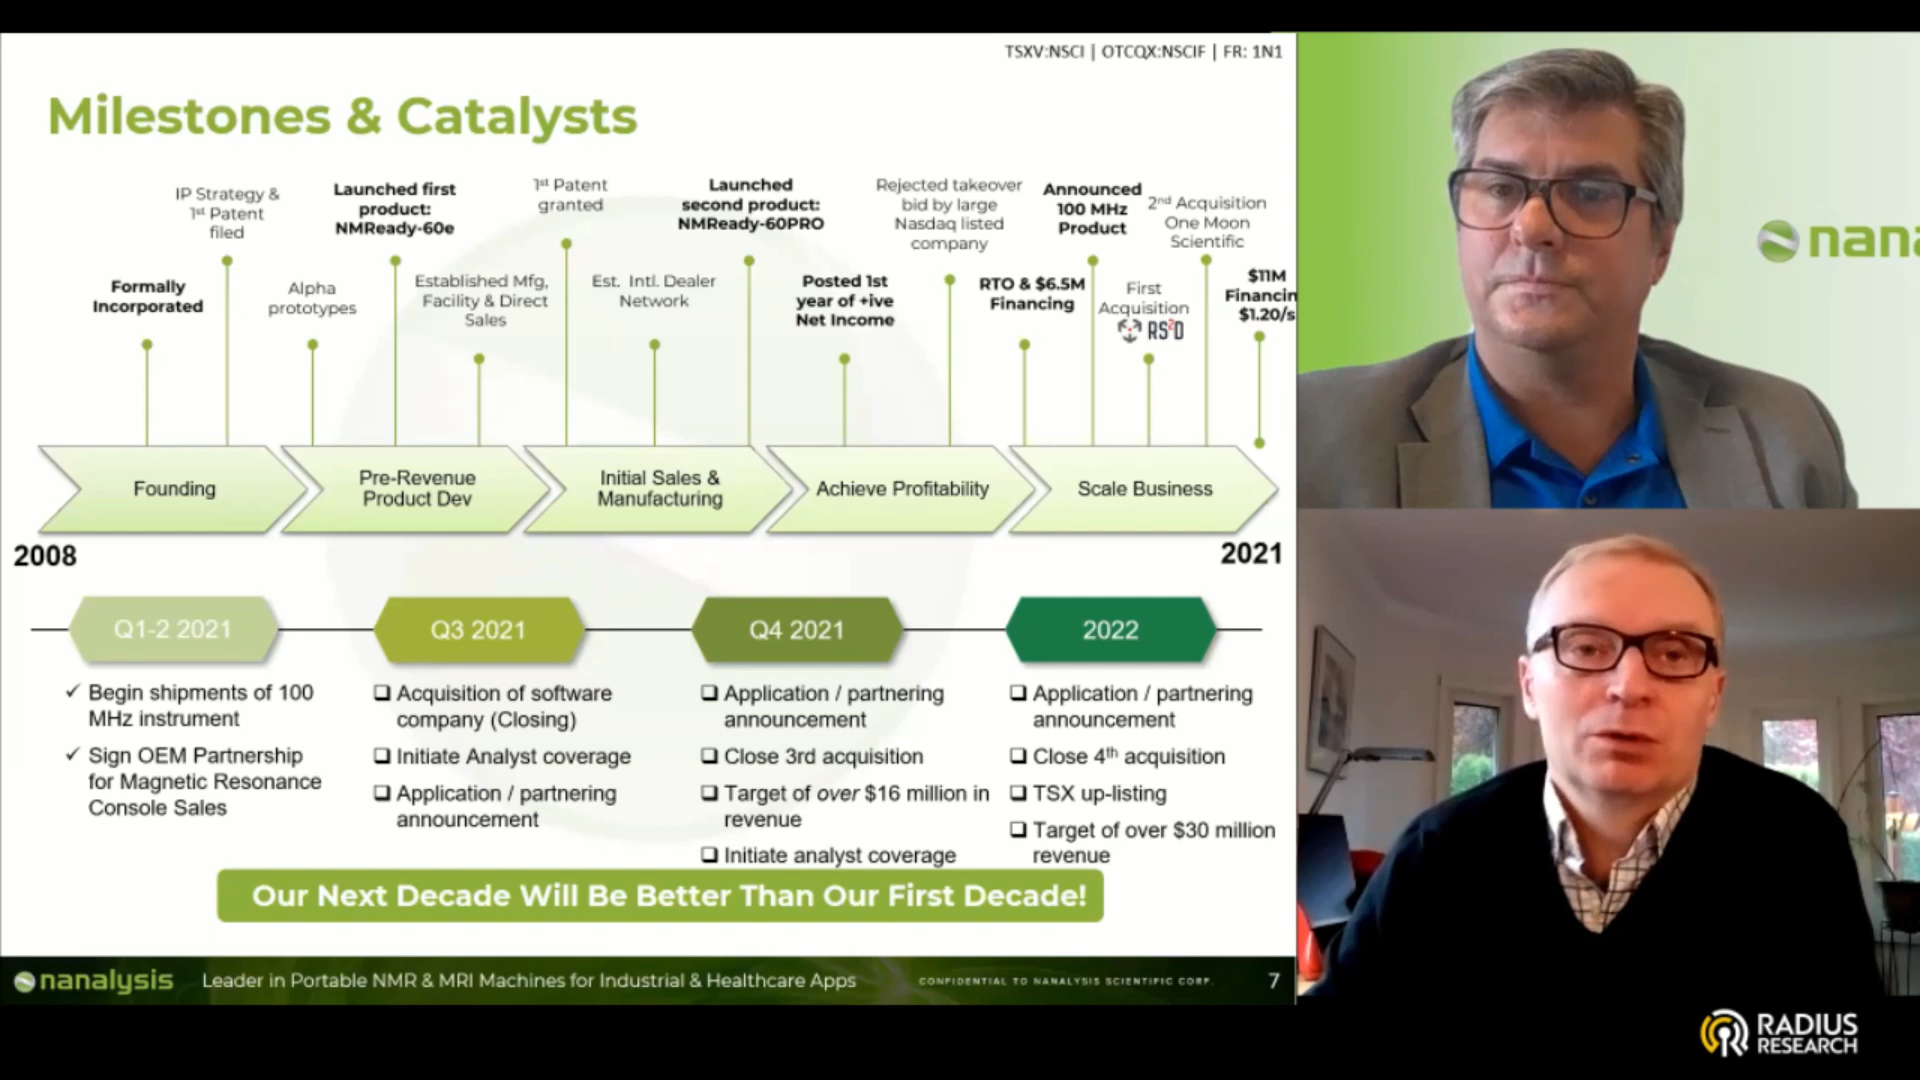 TSXV:NSCI | OTCQX:NSCIF | FR: 1N1
Milestones & Catalysts
IP Strategy &
1st Patent
filed
Launched first
product:
NMReady-60e
1st Patent
granted
Launched
second product:
NMReady-60PRO
Rejected takeover
bid by large
Nasdaq listed
company
Announced
100 MHz
Product
2nd Acquisition
One Moon
Scientific
Formally
Incorporated
Alpha
prototypes
Established Mfg,
Facility & Direct
Sales
Est. Intl. Dealer
Network
Posted 1st
year of +ive
Net Income
RTO & $6.5M
Financing
First
Acquisition
RS2D
$11M
Financin
$1.20/s
Founding
Pre-Revenue
Product Dev
Initial Sales &
Manufacturing
Achieve Profitability
Scale Business
2008
2021
Q1-2 2021
Q3 2021
Q4 2021
2022
Begin shipments of 100
MHz instrument
Sign OEM Partnership
for Magnetic Resonance
Console Sales
Acquisition of software
company (Closing)
Initiate Analyst coverage
Application / partnering
announcement
Application / partnering
announcement
Close 3rd acquisition
Target of over $16 million in
revenue
Initiate analyst coverage
Application / partnering
announcement
Close 4th acquisition
TSX up-listing
Target of over $30 million
revenue
Our Next Decade Will Be Better Than Our First Decade!
nanalysis
Leader in Portable NMR & MRI Machines for Industrial & Healthcare Apps
CONFIDENTIAL TO NANALYSIS SCIENTIFIC CORP.
7
nana
RADIUS
RESEARCH